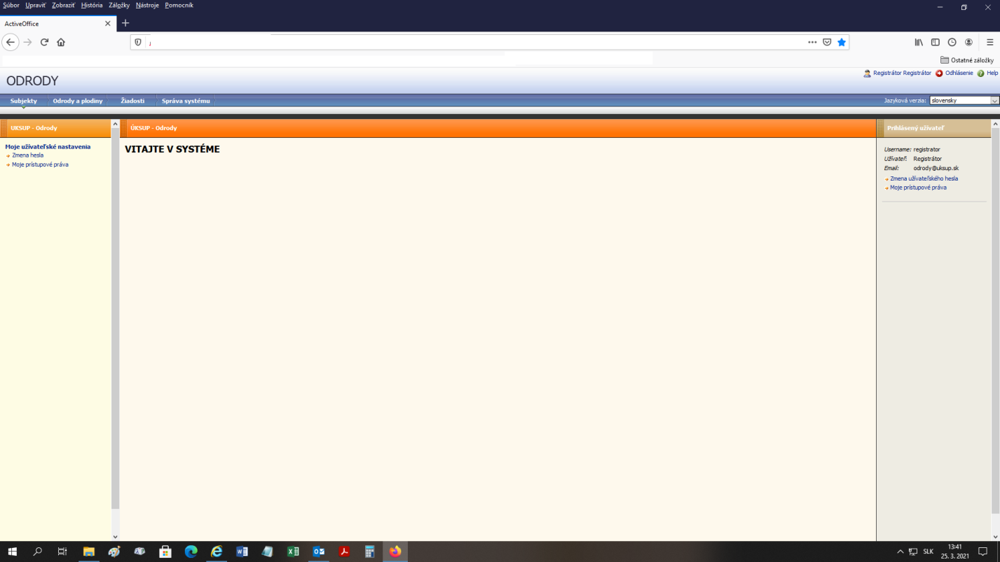 Súbor Upraviť Zobraziť História Záložky Nástroje Pomocník
ActiveOffice
Ostatné záložky
ODRODY
Registrátor Registrátor Odhlásenie Help
Subjekty Odrody a plodiny Žiadosti Správa systému
Jazyková verzia: slovensky
UKSUP - Odrody
ÚKSUP - Odrody
Prihlásený užívateľ
Moje užívateľské nastavenia
Zmena hesla
Moje prístupové práva
VITAJTE V SYSTÉME
Username: registrator
Užívateľ: Registrátor
Email: odrody@uksup.sk
Zmena užívateľského hesla
Moje prístupové práva
SLK
13:41
25. 3. 2021